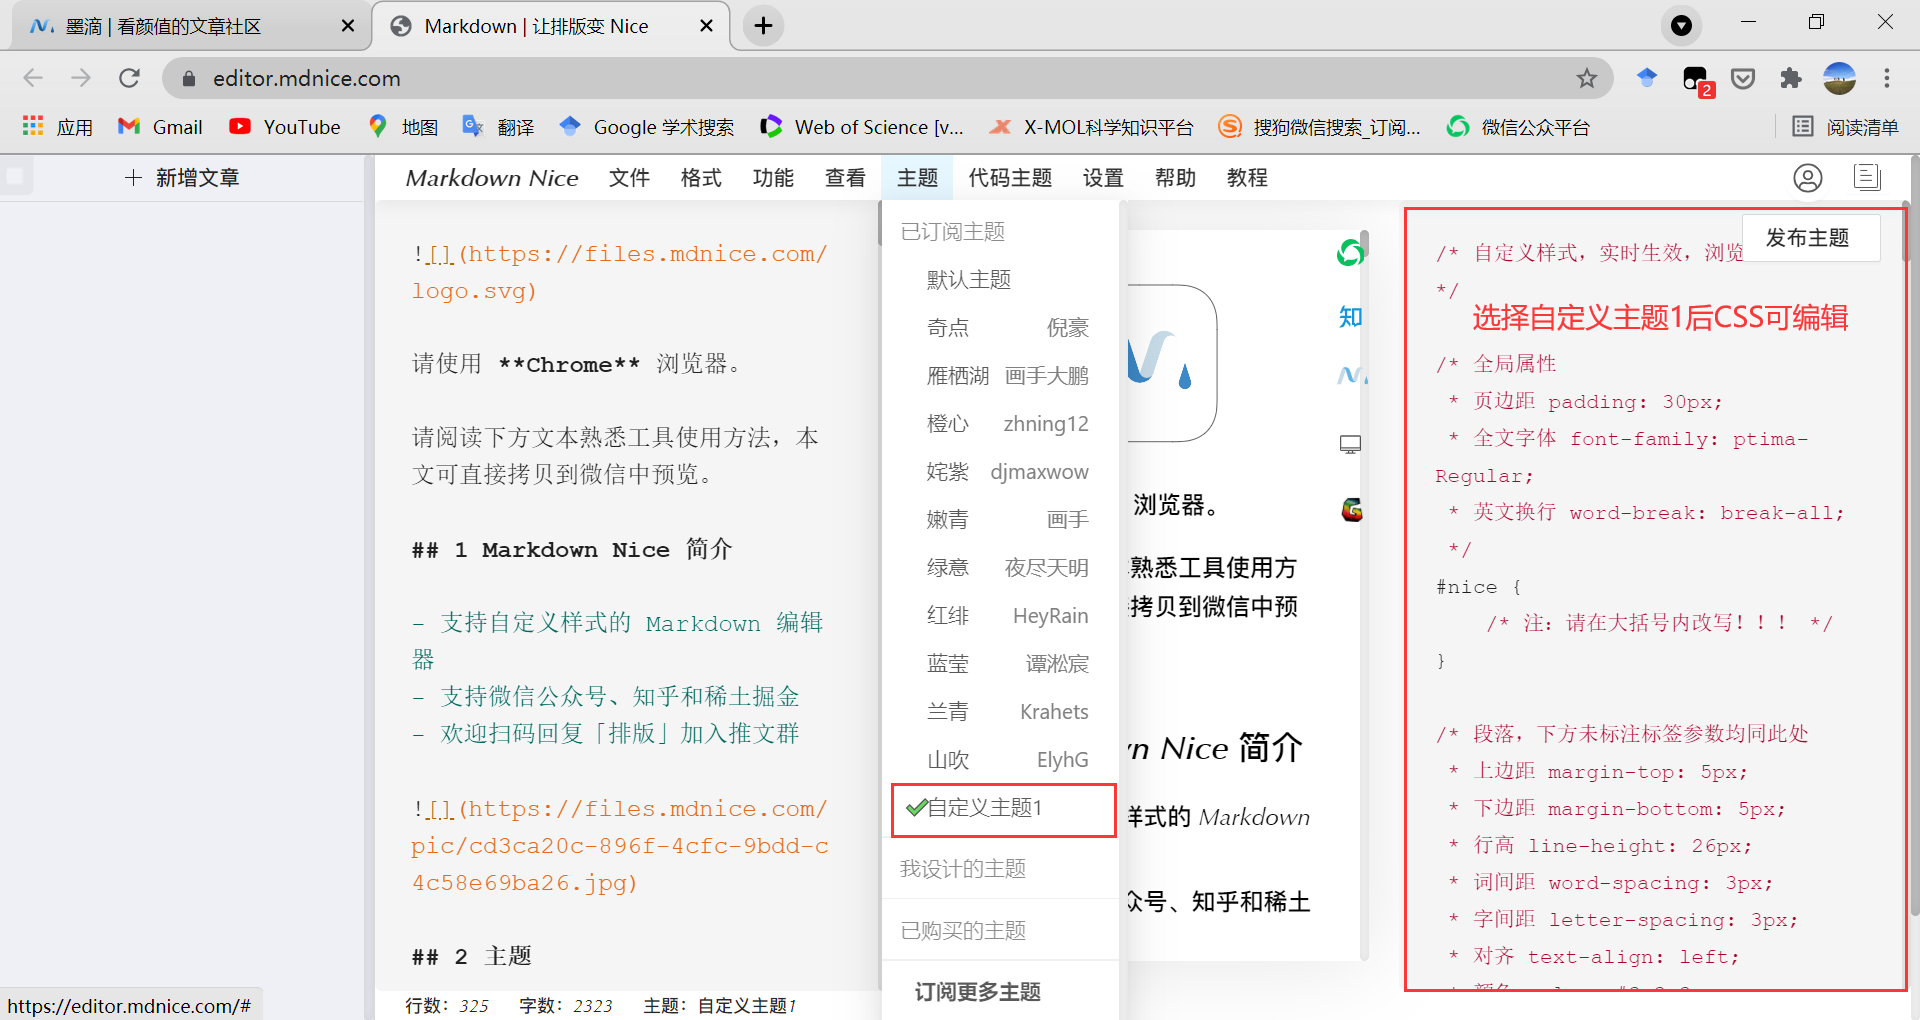 墨滴 | 看颜值的文章社区
Markdown | 让排版变 Nice
editor.mdnice.com
2
应用
Gmail
YouTube
地图
翻译
Google 学术搜索
Web of Science [v...
X-MOL科学知识平台
搜狗微信搜索_订阅...
微信公众平台
阅读清单
新增文章
Markdown Nice
文件
格式
功能
查看
主题
代码主题
设置
帮助
教程
![](https://files.mdnice.com/
logo.svg)
请使用 **Chrome** 浏览器。
请阅读下方文本熟悉工具使用方法，本
文可直接拷贝到微信中预览。
## 1 Markdown Nice 简介
- 支持自定义样式的 Markdown 编辑
器
- 支持微信公众号、知乎和稀土掘金
- 欢迎扫码回复「排版」加入推文群
![](https://files.mdnice.com/
pic/cd3ca20c-896f-4cfc-9bdd-c
4c58e69ba26.jpg)
## 2 主题
已订阅主题
默认主题
奇点 倪豪
雁栖湖 画手大鹏
橙心 zhning12
姹紫 djmaxwow
嫩青 画手
绿意 夜尽天明
红绯 HeyRain
蓝莹 谭淞宸
兰青 Krahets
山吹 ElyhG
自定义主题1
我设计的主题
已购买的主题
订阅更多主题
浏览器。
熟悉工具使用方
拷贝到微信中预
wn Nice 简介
样式的 Markdown
众号、知乎和稀土
知
发布主题
/* 自定义样式，实时生效，浏览
*/
选择自定义主题1后CSS可编辑
/* 全局属性
* 页边距 padding: 30px;
* 全文字体 font-family: ptima-
Regular;
* 英文换行 word-break: break-all;
*/
#nice {
/* 注：请在大括号内改写！！！ */
}
/* 段落，下方未标注标签参数均同此处
* 上边距 margin-top: 5px;
* 下边距 margin-bottom: 5px;
* 行高 line-height: 26px;
* 词间距 word-spacing: 3px;
* 字间距 letter-spacing: 3px;
* 对齐 text-align: left;
https://editor.mdnice.com/#
行数：325
字数：2323
主题：自定义主题1